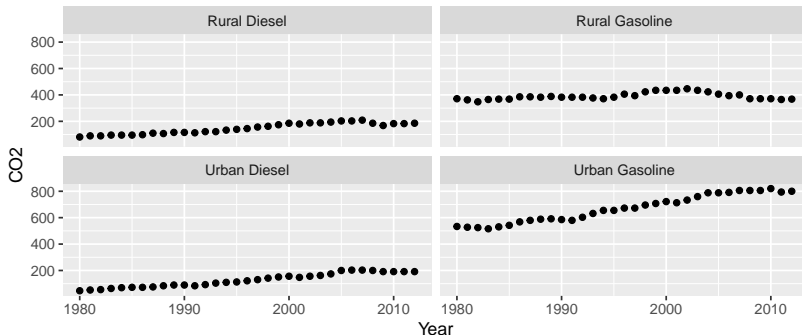 Rural Diesel
Rural Gasoline
800
600
400
200
Urban Diesel
Urban Gasoline
800
600
400
200
CO2
1980
1990
2000
2010
1980
1990
2000
2010
Year